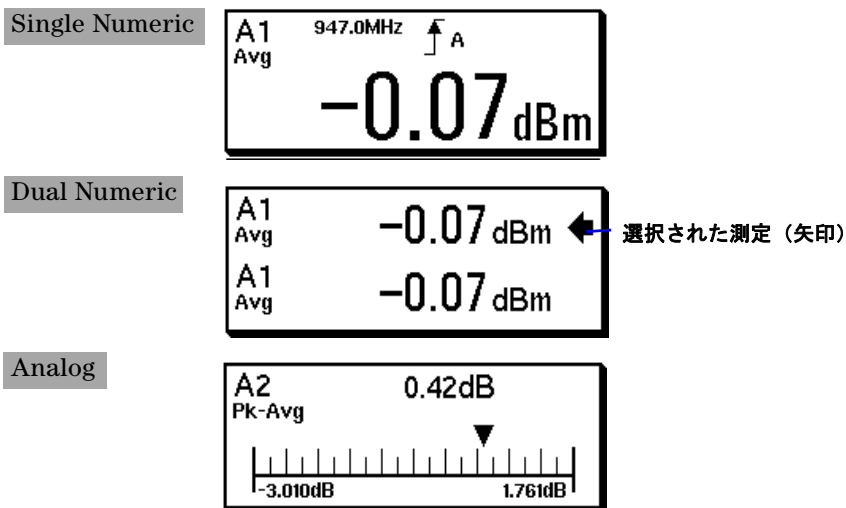 Single Numeric
A1 947.0MHz A
Avg
-0.07 dBm
Dual Numeric
A1
Avg
-0.07 dBm
選択された測定（矢印）
A1
Avg
-0.07 dBm
Analog
A2 0.42dB
Pk-Avg
-3.010dB 1.761dB